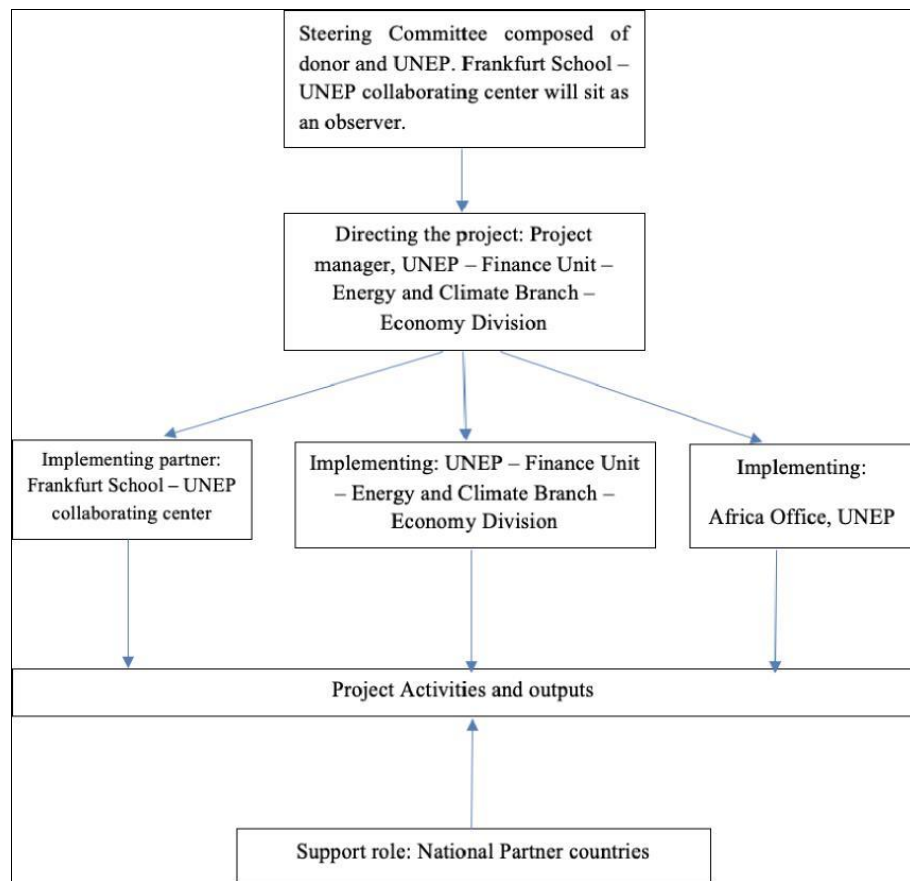 Steering Committee composed of
donor and UNEP. Frankfurt School –
UNEP collaborating center will sit as
an observer.
Directing the project: Project
manager, UNEP – Finance Unit –
Energy and Climate Branch –
Economy Division
Implementing partner:
Frankfurt School – UNEP
collaborating center
Implementing: UNEP – Finance Unit
– Energy and Climate Branch –
Economy Division
Implementing:
Africa Office, UNEP
Project Activities and outputs
Support role: National Partner countries